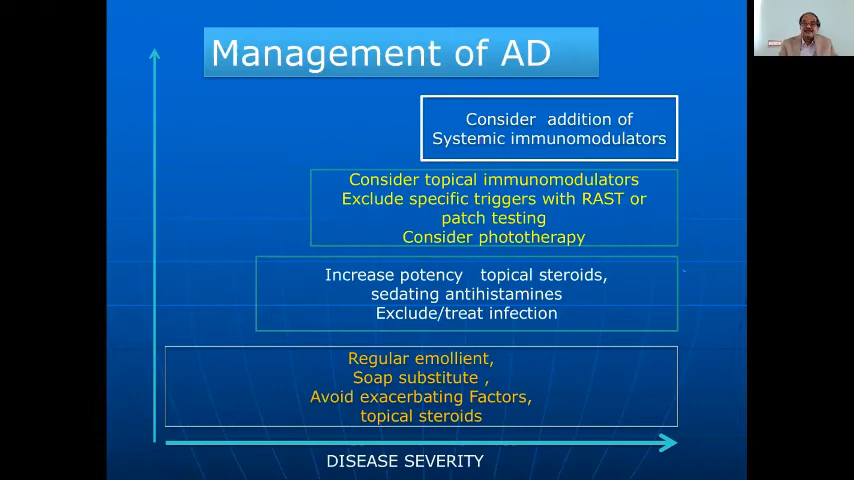 Management of AD
Consider addition of
Systemic immunomodulators
Consider topical immunomodulators
Exclude specific triggers with RAST or
patch testing
Consider phototherapy
Increase potency topical steroids,
sedating antihistamines
Exclude/treat infection
Regular emollient,
Soap substitute ,
Avoid exacerbating Factors,
topical steroids
DISEASE SEVERITY